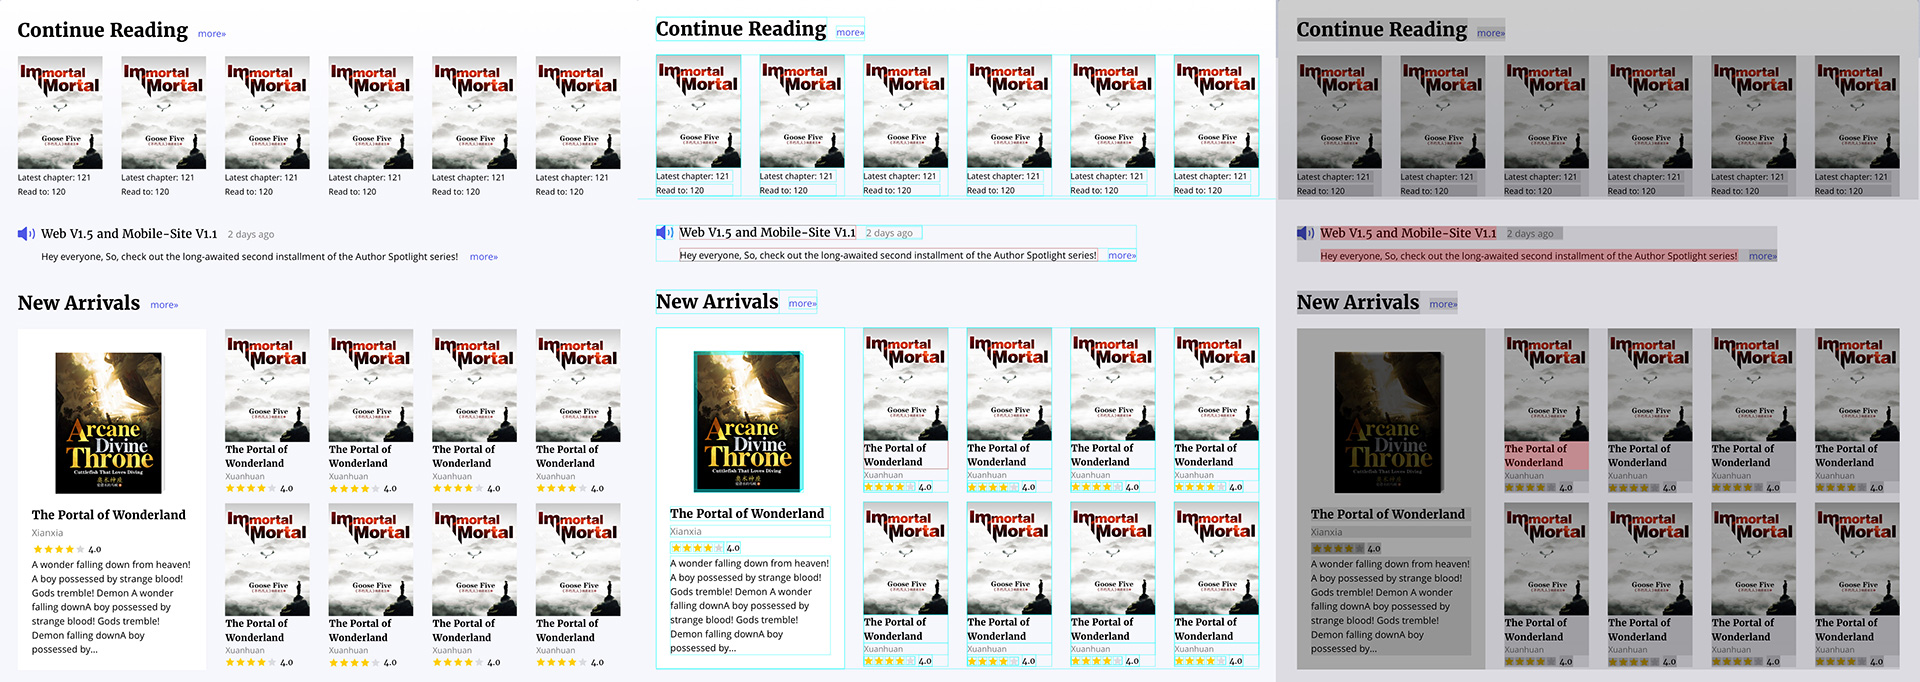 Continue Reading more»
Immortal Immortal Immortal Immortal Immortal Immortal
Mortal Mortal Mortal Mortal Mortal Mortal
Goose Five Goose Five Goose Five Goose Five Goose Five Goose Five
Latest chapter: 121 Latest chapter: 121 Latest chapter: 121 Latest chapter: 121 Latest chapter: 121 Latest chapter: 121
Read to: 120 Read to: 120 Read to: 120 Read to: 120 Read to: 120 Read to: 120
Web V1.5 and Mobile-Site V1.1 2 days ago
Hey everyone, So, check out the long-awaited second installment of the Author Spotlight series! more»
New Arrivals more»
Arcane
Divine
Throne
Cuttlefish That Loves Diving
奥术神座
The Portal of Wonderland
Xianxia
4.0
A wonder falling down from heaven!
A boy possessed by strange blood!
Gods tremble! Demon A wonder
falling downA boy possessed by
strange blood! Gods tremble!
Demon falling downA boy
possessed by...
Immortal Immortal Immortal Immortal
Mortal Mortal Mortal Mortal
Goose Five Goose Five Goose Five Goose Five
The Portal of The Portal of The Portal of The Portal of
Wonderland Wonderland Wonderland Wonderland
Xuanhuan Xuanhuan Xuanhuan Xuanhuan
4.0 4.0 4.0 4.0
Immortal Immortal Immortal Immortal
Mortal Mortal Mortal Mortal
Goose Five Goose Five Goose Five Goose Five
The Portal of The Portal of The Portal of The Portal of
Wonderland Wonderland Wonderland Wonderland
Xuanhuan Xuanhuan Xuanhuan Xuanhuan
4.0 4.0 4.0 4.0
Continue Reading more»
Immortal Immortal Immortal Immortal Immortal Immortal
Mortal Mortal Mortal Mortal Mortal Mortal
Goose Five Goose Five Goose Five Goose Five Goose Five Goose Five
Latest chapter: 121 Latest chapter: 121 Latest chapter: 121 Latest chapter: 121 Latest chapter: 121 Latest chapter: 121
Read to: 120 Read to: 120 Read to: 120 Read to: 120 Read to: 120 Read to: 120
Web V1.5 and Mobile-Site V1.1 2 days ago
Hey everyone, So, check out the long-awaited second installment of the Author Spotlight series! more»
New Arrivals more»
Arcane
Divine
Throne
Cuttlefish That Loves Diving
奥术神座
The Portal of Wonderland
Xianxia
4.0
A wonder falling down from heaven!
A boy possessed by strange blood!
Gods tremble! Demon A wonder
falling downA boy possessed by
strange blood! Gods tremble!
Demon falling downA boy
possessed by...
Immortal Immortal Immortal Immortal
Mortal Mortal Mortal Mortal
Goose Five Goose Five Goose Five Goose Five
The Portal of The Portal of The Portal of The Portal of
Wonderland Wonderland Wonderland Wonderland
Xuanhuan Xuanhuan Xuanhuan Xuanhuan
4.0 4.0 4.0 4.0
Immortal Immortal Immortal Immortal
Mortal Mortal Mortal Mortal
Goose Five Goose Five Goose Five Goose Five
The Portal of The Portal of The Portal of The Portal of
Wonderland Wonderland Wonderland Wonderland
Xuanhuan Xuanhuan Xuanhuan Xuanhuan
4.0 4.0 4.0 4.0
Continue Reading more»
Immortal Immortal Immortal Immortal Immortal Immortal
Mortal Mortal Mortal Mortal Mortal Mortal
Goose Five Goose Five Goose Five Goose Five Goose Five Goose Five
Latest chapter: 121 Latest chapter: 121 Latest chapter: 121 Latest chapter: 121 Latest chapter: 121 Latest chapter: 121
Read to: 120 Read to: 120 Read to: 120 Read to: 120 Read to: 120 Read to: 120
Web V1.5 and Mobile-Site V1.1 2 days ago
Hey everyone, So, check out the long-awaited second installment of the Author Spotlight series! more»
New Arrivals more»
Arcane
Divine
Throne
Cuttlefish That Loves Diving
The Portal of Wonderland
Xianxia
4.0
A wonder falling down from heaven!
A boy possessed by strange blood!
Gods tremble! Demon A wonder
falling downA boy possessed by
strange blood! Gods tremble!
Demon falling downA boy
possessed by...
Immortal Immortal Immortal Immortal
Mortal Mortal Mortal Mortal
Goose Five Goose Five Goose Five Goose Five
The Portal of The Portal of The Portal of The Portal of
Wonderland Wonderland Wonderland Wonderland
Xuanhuan Xuanhuan Xuanhuan Xuanhuan
4.0 4.0 4.0 4.0
Immortal Immortal Immortal Immortal
Mortal Mortal Mortal Mortal
Goose Five Goose Five Goose Five Goose Five
The Portal of The Portal of The Portal of The Portal of
Wonderland Wonderland Wonderland Wonderland
Xuanhuan Xuanhuan Xuanhuan Xuanhuan
4.0 4.0 4.0 4.0